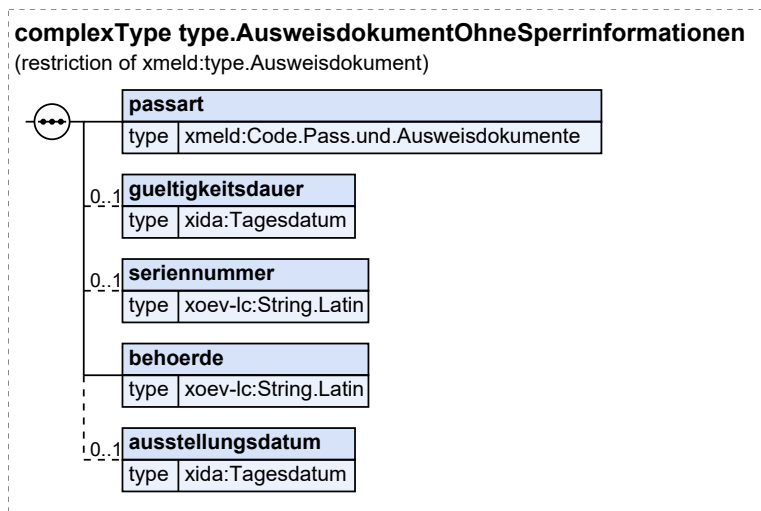 complexType type.AusweisdokumentOhneSperrinformationen
(restriction of xmeld:type.Ausweisdokument)
passart
type xmeld:Code.Pass.und.Ausweisdokumente
0..1 gueltigkeitsdauer
type xida:Tagesdatum
0..1 seriennummer
type xoev-lc:String.Latin
behoerde
type xoev-lc:String.Latin
0..1 ausstellungsdatum
type xida:Tagesdatum